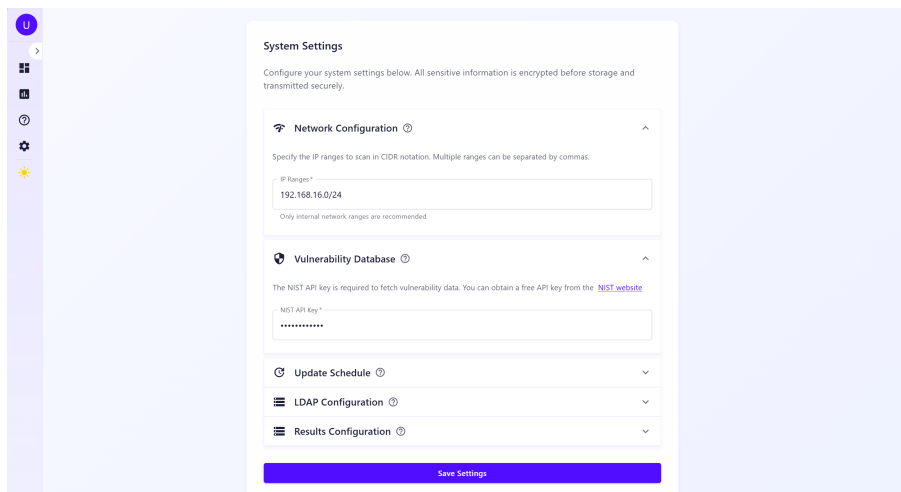 U
System Settings
Configure your system settings below. All sensitive information is encrypted before storage and
transmitted securely.
Network Configuration
Specify the IP ranges to scan in CIDR notation. Multiple ranges can be separated by commas.
IP Ranges *
192.168.16.0/24
Only internal network ranges are recommended
Vulnerability Database
The NIST API key is required to fetch vulnerability data. You can obtain a free API key from the NIST website
NIST API Key *
••••••••••••
Update Schedule
LDAP Configuration
Results Configuration
Save Settings